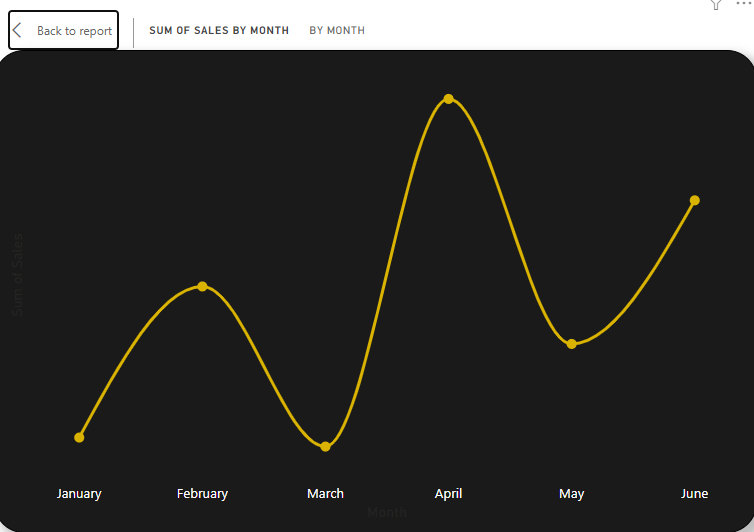 Back to report
SUM OF SALES BY MONTH
BY MONTH
Sum of Sales
January
February
March
April
May
June
Month